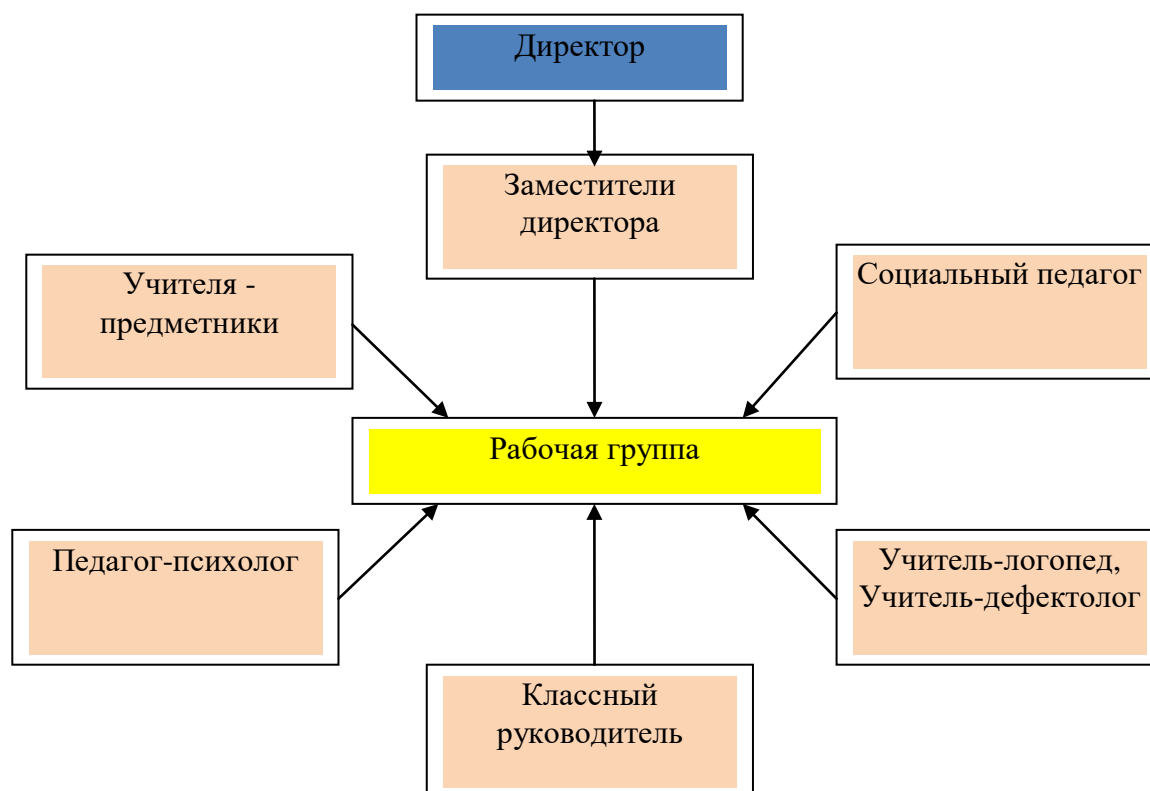 Директор
Заместители
директора
Учителя -
предметники
Социальный педагог
Рабочая группа
Педагог-психолог
Учитель-логопед,
Учитель-дефектолог
Классный
руководитель